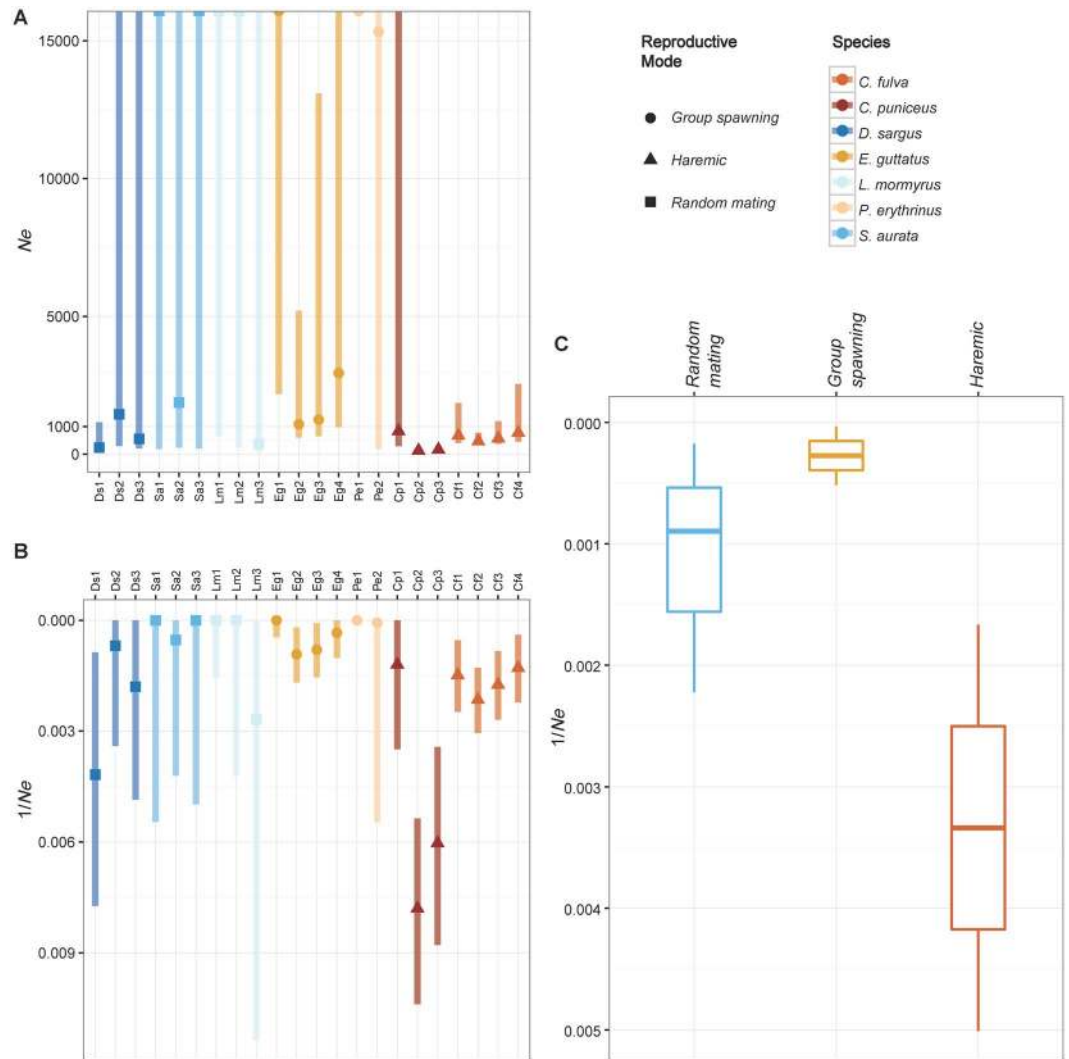 A
15000
10000
5000
1000
0
Ne
Ds1 Ds2 Ds3 Sa1 Sa2 Sa3 Lm1 Lm2 Lm3 Eg1 Eg2 Eg3 Eg4 Pe1 Pe2 Cp1 Cp2 Cp3 Cf1 Cf2 Cf3 Cf4
Reproductive
Mode
Group spawning
Haremic
Random mating
Species
C. fulva
C. puniceus
D. sargus
E. guttatus
L. mormyrus
P. erythrinus
S. aurata
B
Ds1 Ds2 Ds3 Sa1 Sa2 Sa3 Lm1 Lm2 Lm3 Eg1 Eg2 Eg3 Eg4 Pe1 Pe2 Cp1 Cp2 Cp3 Cf1 Cf2 Cf3 Cf4
0.000
0.003
0.006
0.009
1/Ne
C
Random
mating
Group
spawning
Haremic
0.000
0.001
0.002
0.003
0.004
0.005
1/Ne